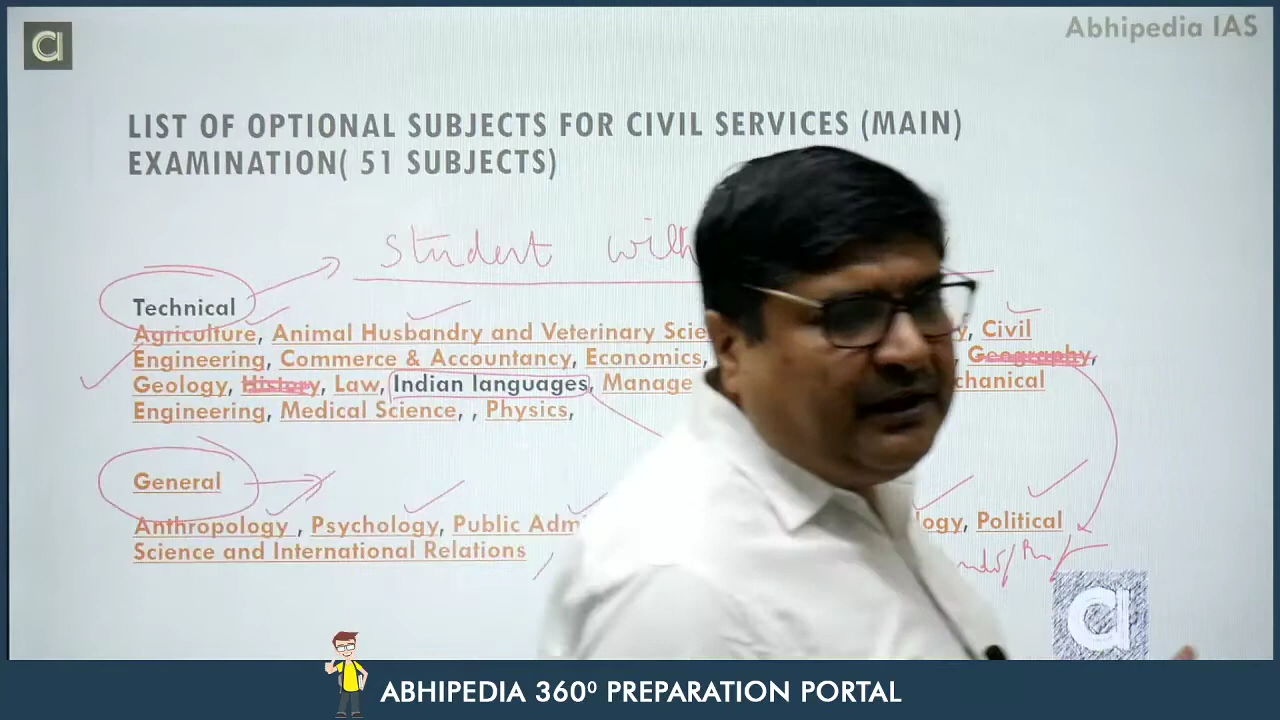 Abhipedia IAS
LIST OF OPTIONAL SUBJECTS FOR CIVIL SERVICES (MAIN)
EXAMINATION( 51 SUBJECTS)
Student with
Technical
Agriculture, Animal Husbandry and Veterinary Scie y, Civil
Engineering, Commerce & Accountancy, Economics, Geography,
Geology, History, Law, Indian languages, Manage chanical
Engineering, Medical Science, , Physics,
General
Anthropology , Psychology, Public Adm logy, Political
Science and International Relations
ABHIPEDIA 360⁰ PREPARATION PORTAL